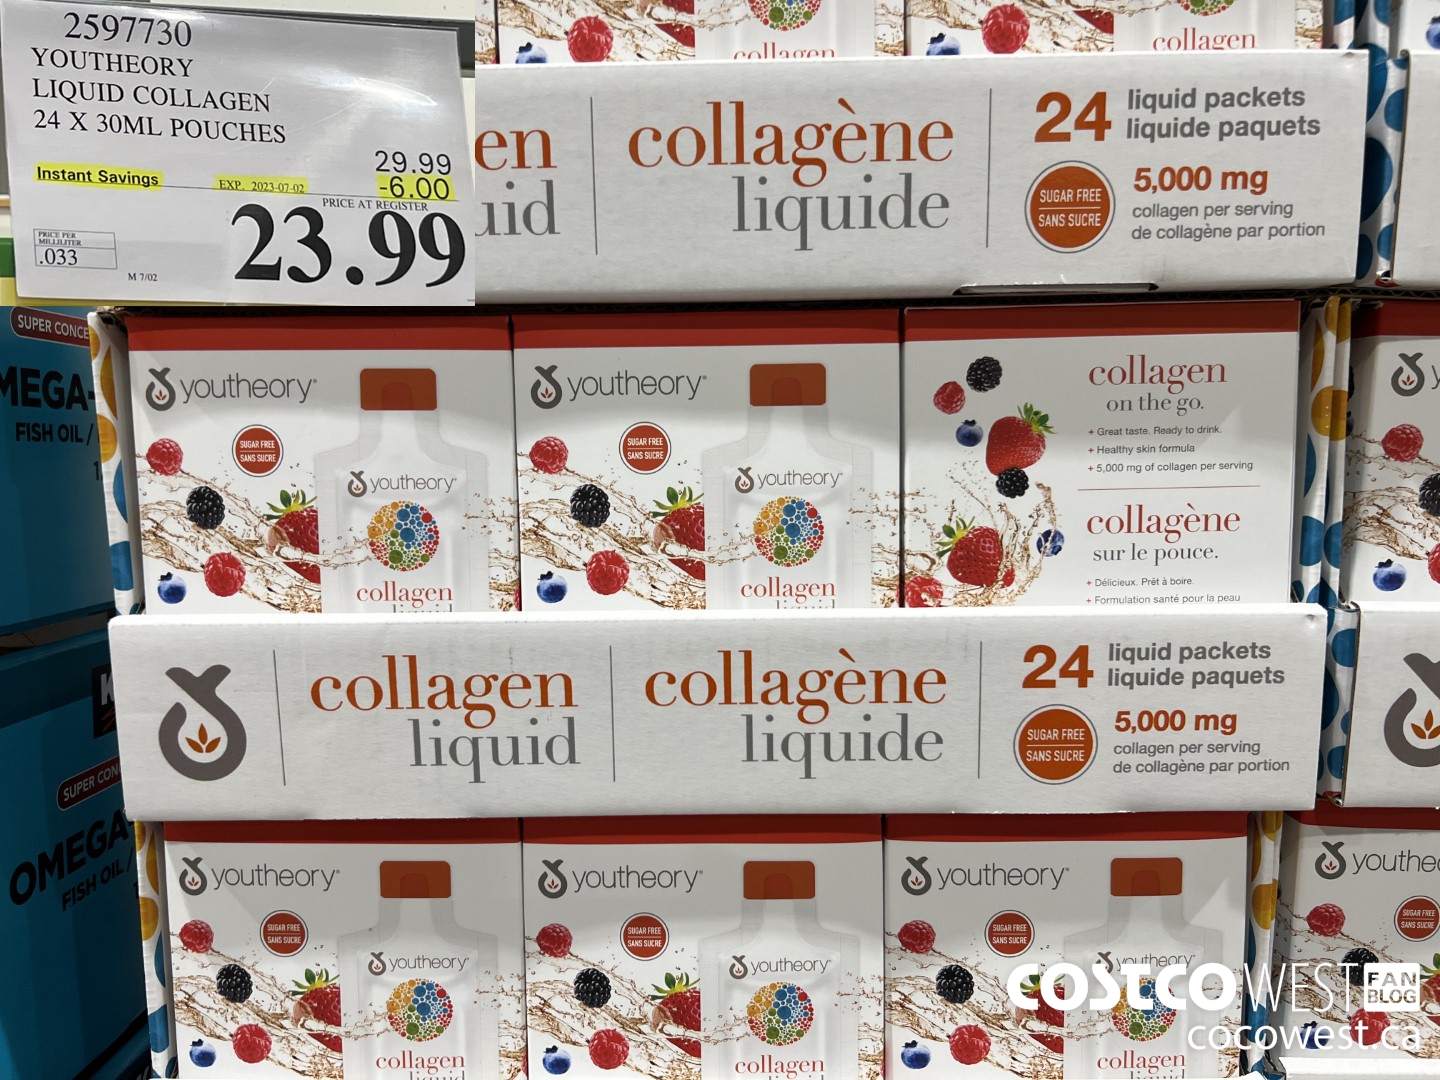 2597730
YOUTHEORY
LIQUID COLLAGEN
24 X 30ML POUCHES
29.99
Instant Savings
EXP. 2023-07-02
-6.00
PRICE AT REGISTER
23.99
PRICE PER
MILLILITER
.033
M 7/02
collagen
collagen
en
uid
collagène
liquide
24
liquid packets
liquide paquets
SUGAR FREE
SANS SUCRE
5,000 mg
collagen per serving
de collagène par portion
SUPER CONCE
MEGA-
FISH OIL /
youtheory
SUGAR FREE
SANS SUCRE
youtheory
collagen
liquid
youtheory
SUGAR FREE
SANS SUCRE
youtheory
collagen
liquid
collagen
on the go.
+ Great taste. Ready to drink.
+ Healthy skin formula
+ 5,000 mg of collagen per serving
collagène
sur le pouce.
+ Délicieux. Prêt à boire.
+ Formulation santé pour la peau
y
collagen
liquid
collagène
liquide
24
liquid packets
liquide paquets
SUGAR FREE
SANS SUCRE
5,000 mg
collagen per serving
de collagène par portion
K
SUPER CON
OMEGA
FISH OIL /
youtheory
SUGAR FREE
SANS SUCRE
youtheory
collagen
liquid
youtheory
SUGAR FREE
SANS SUCRE
youtheory
collagen
liquid
youtheory
SUGAR FREE
SANS SUCRE
youtheory
collagen
liquid
youtheo
SUGAR FREE
SANS SUCRE
COSTCO WEST FAN BLOG
cocowest.ca